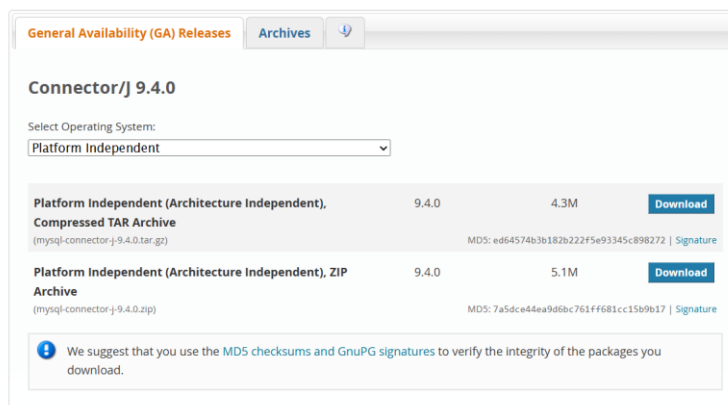 General Availability (GA) Releases
Archives
Connector/J 9.4.0
Select Operating System:
Platform Independent
Platform Independent (Architecture Independent), 9.4.0 4.3M Download
Compressed TAR Archive
(mysql-connector-j-9.4.0.tar.gz) MD5: ed64574b3b182b222f5e93345c898272 | Signature
Platform Independent (Architecture Independent), ZIP 9.4.0 5.1M Download
Archive
(mysql-connector-j-9.4.0.zip) MD5: 7a5dce44ea9d6bc761ff681cc15b9b17 | Signature
We suggest that you use the MD5 checksums and GnuPG signatures to verify the integrity of the packages you
download.